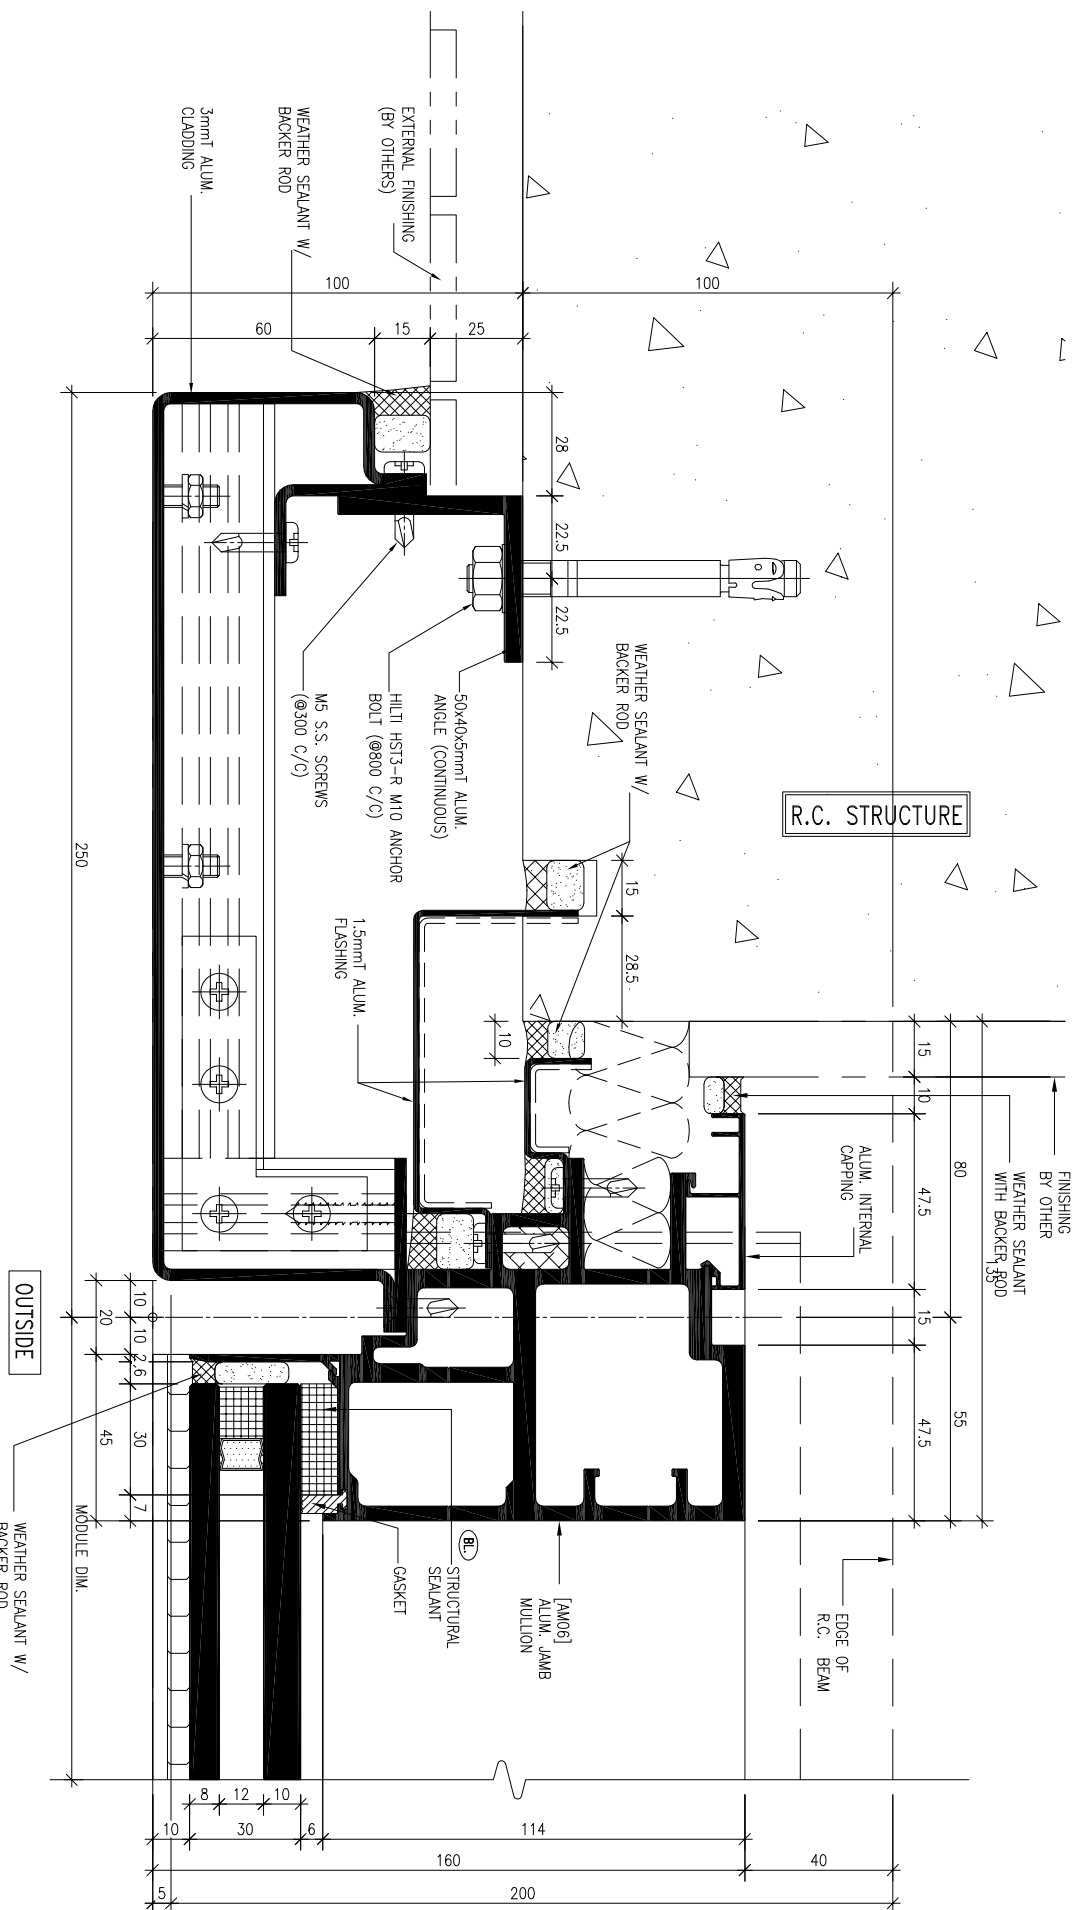 EXTERNAL FINISHING
(BY OTHERS)
WEATHER SEALANT W/
BACKER ROD
3mmT ALUM.
CLADDING
100
100
60
15
25
28
22.5
22.5
WEATHER SEALANT W/
BACKER ROD
50x40x5mmT ALUM.
ANGLE (CONTINUOUS)
HILTI HST3-R M10 ANCHOR
BOLT (@800 C/C)
M5 S.S. SCREWS
(@300 C/C)
R.C. STRUCTURE
250
15
28.5
10
1.5mmT ALUM.
FLASHING
15
10
80
47.5
135
15
55
47.5
FINISHING
BY OTHER
WEATHER SEALANT
WITH BACKER ROD
ALUM. INTERNAL
CAPPING
OUTSIDE
10
20
10
2
6
30
45
7
MODULE DIM.
WEATHER SEALANT W/
BACKER ROD
BL.
STRUCTURAL
SEALANT
GASKET
[AM06]
ALUM. JAMB
MULLION
EDGE OF
R.C. BEAM
8
12
10
10
30
6
114
160
40
5
200